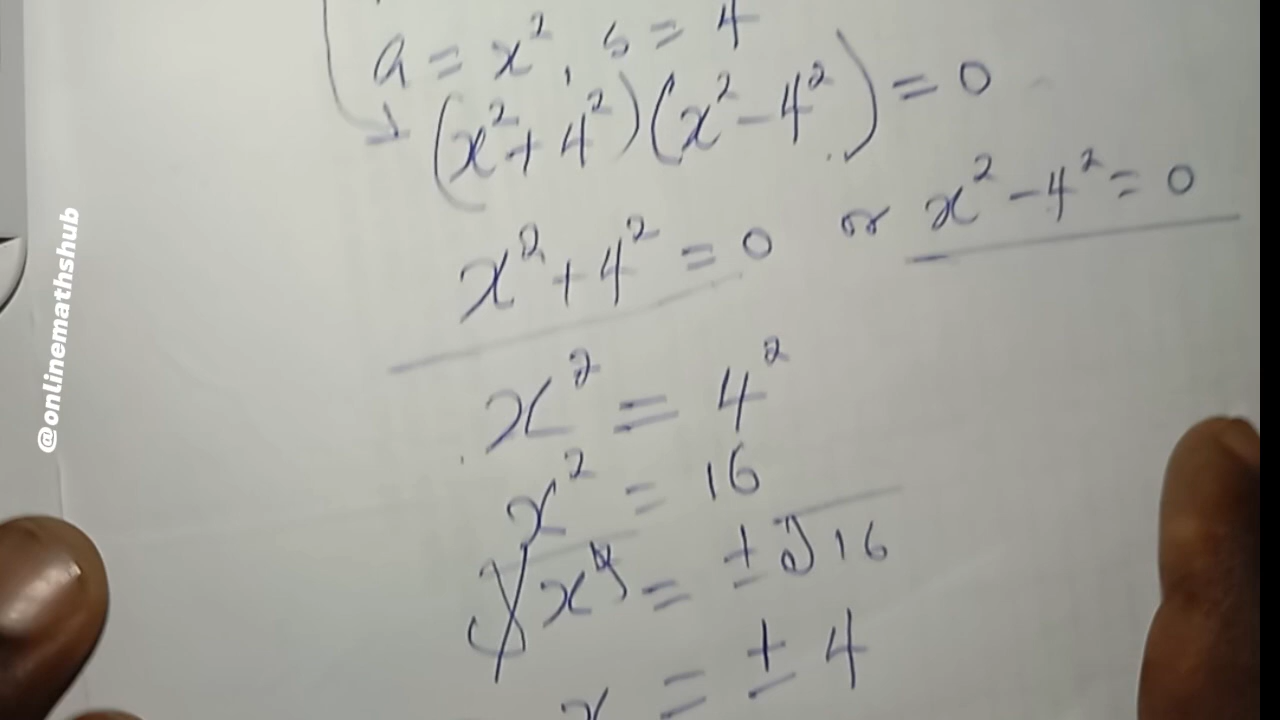 a = x², b = 4
(x² + 4²)(x² - 4²) = 0
x² + 4² = 0 or x² - 4² = 0
x² = 4²
x² = 16
√x² = ±√16
x = ± 4
@onlinemathshub